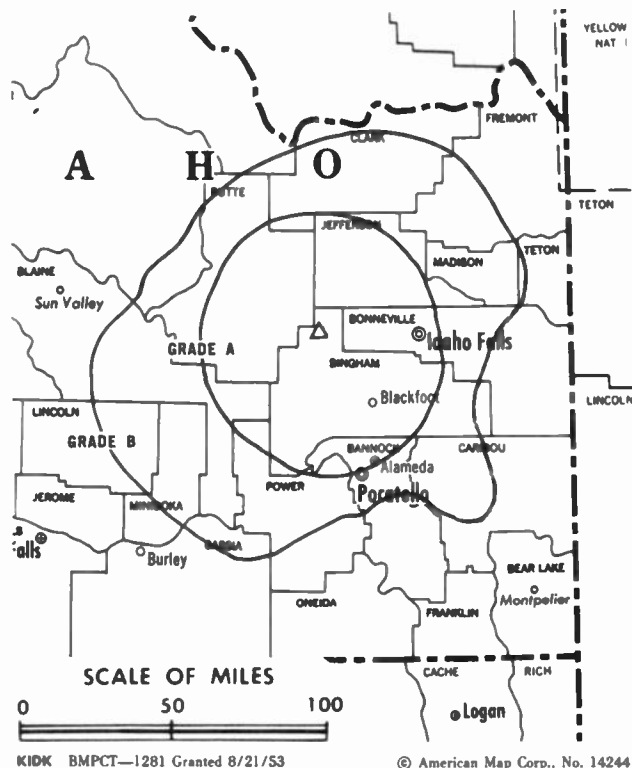 YELLOW
NAT
FREMONT
CLARK
A H O
BUTTE
TETON
JEFFERSON
TETON
MADISON
BLAINE
Sun Valley
BONNEVILLE
Idaho Falls
GRADE A
BINGHAM
Blackfoot
LINCOLN
LINCOLN
GRADE B
BANNOCK
CARIBOU
Alameda
POWER
Pocatello
JEROME
MINIDOKA
alls
CASSIA
Burley
BEAR LAKE
Montpelier
ONEIDA
FRANKLIN
SCALE OF MILES
CACHE
RICH
0 50 100
Logan
KIDK BMPCT—1281 Granted 8/21/53
© American Map Corp., No. 14244